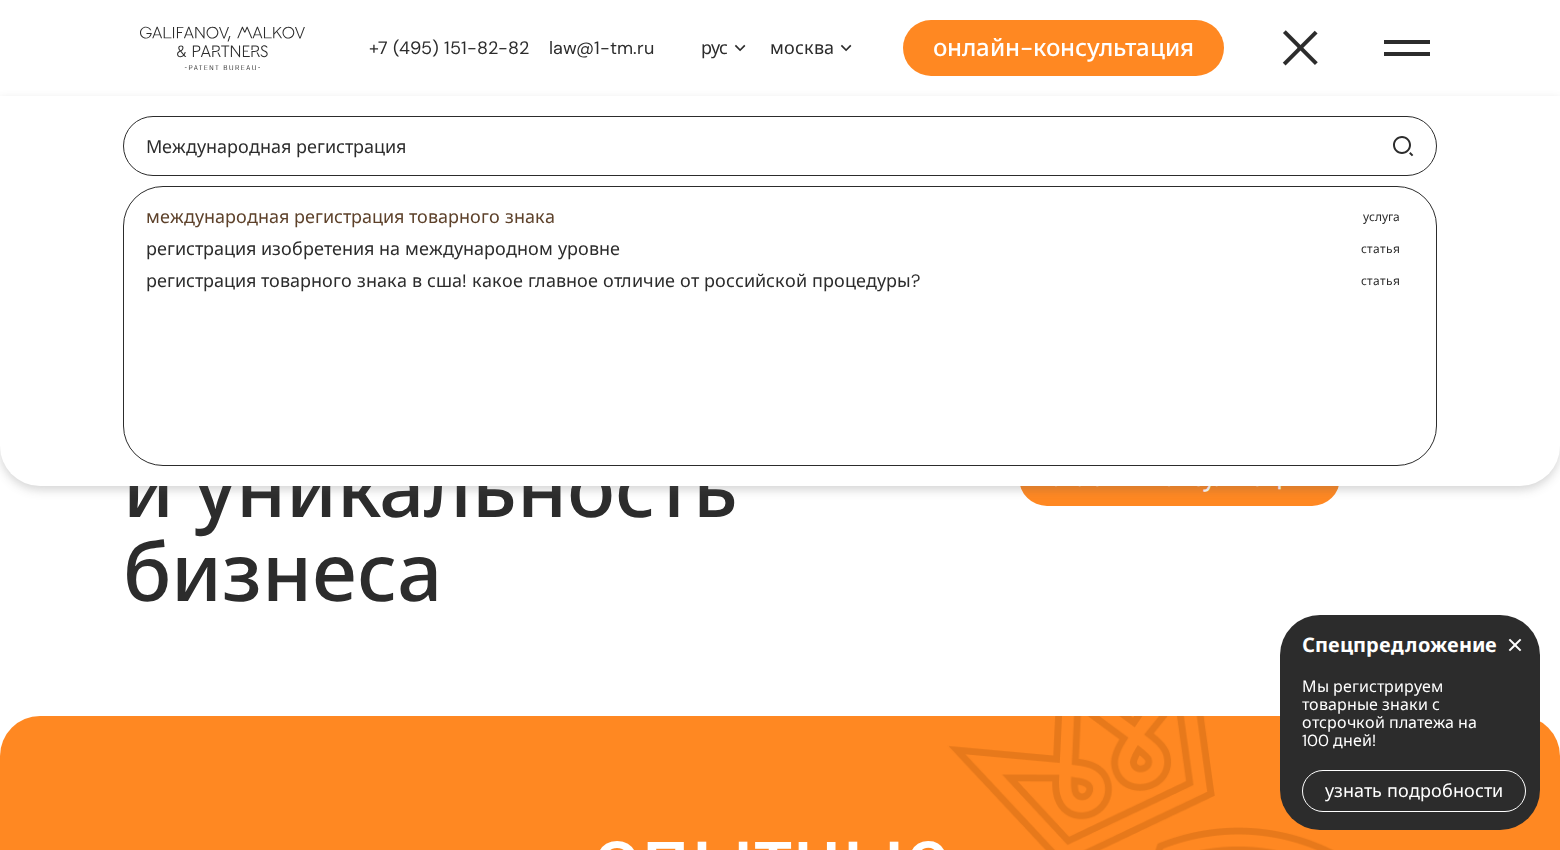 GALIFANOV, MALKOV
& PARTNERS
-PATENT BUREAU-
+7 (495) 151-82-82
law@1-tm.ru
рус
москва
онлайн-консультация
Международная регистрация
международная регистрация товарного знака услуга
регистрация изобретения на международном уровне статья
регистрация товарного знака в сша! какое главное отличие от российской процедуры? статья
и уникальность
бизнеса
Спецпредложение
Мы регистрируем
товарные знаки с
отсрочкой платежа на
100 дней!
узнать подробности
опытные